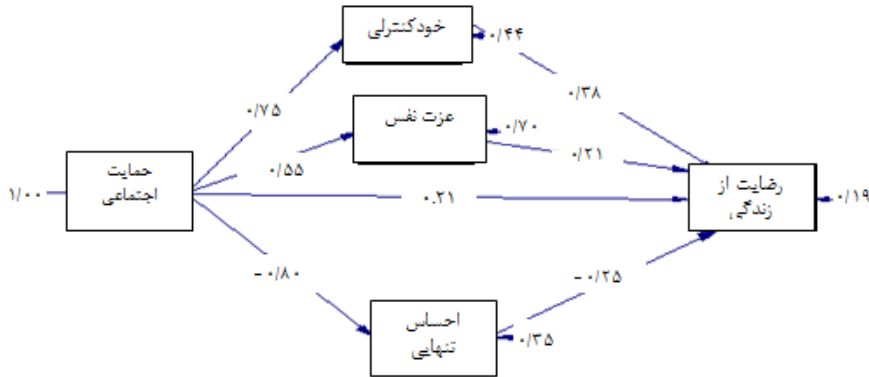 خودکنترلی
۰/۴۴
۰/۷۵
۰/۳۸
عزت نفس
۰/۷۰
۰/۵۵
۰/۲۱
حمایت
اجتماعی
۱/۰۰
۰.۲۱
رضایت از
زندگی
۰/۱۹
-۰/۸۰
-۰/۲۵
احساس
تنهایی
۰/۳۵